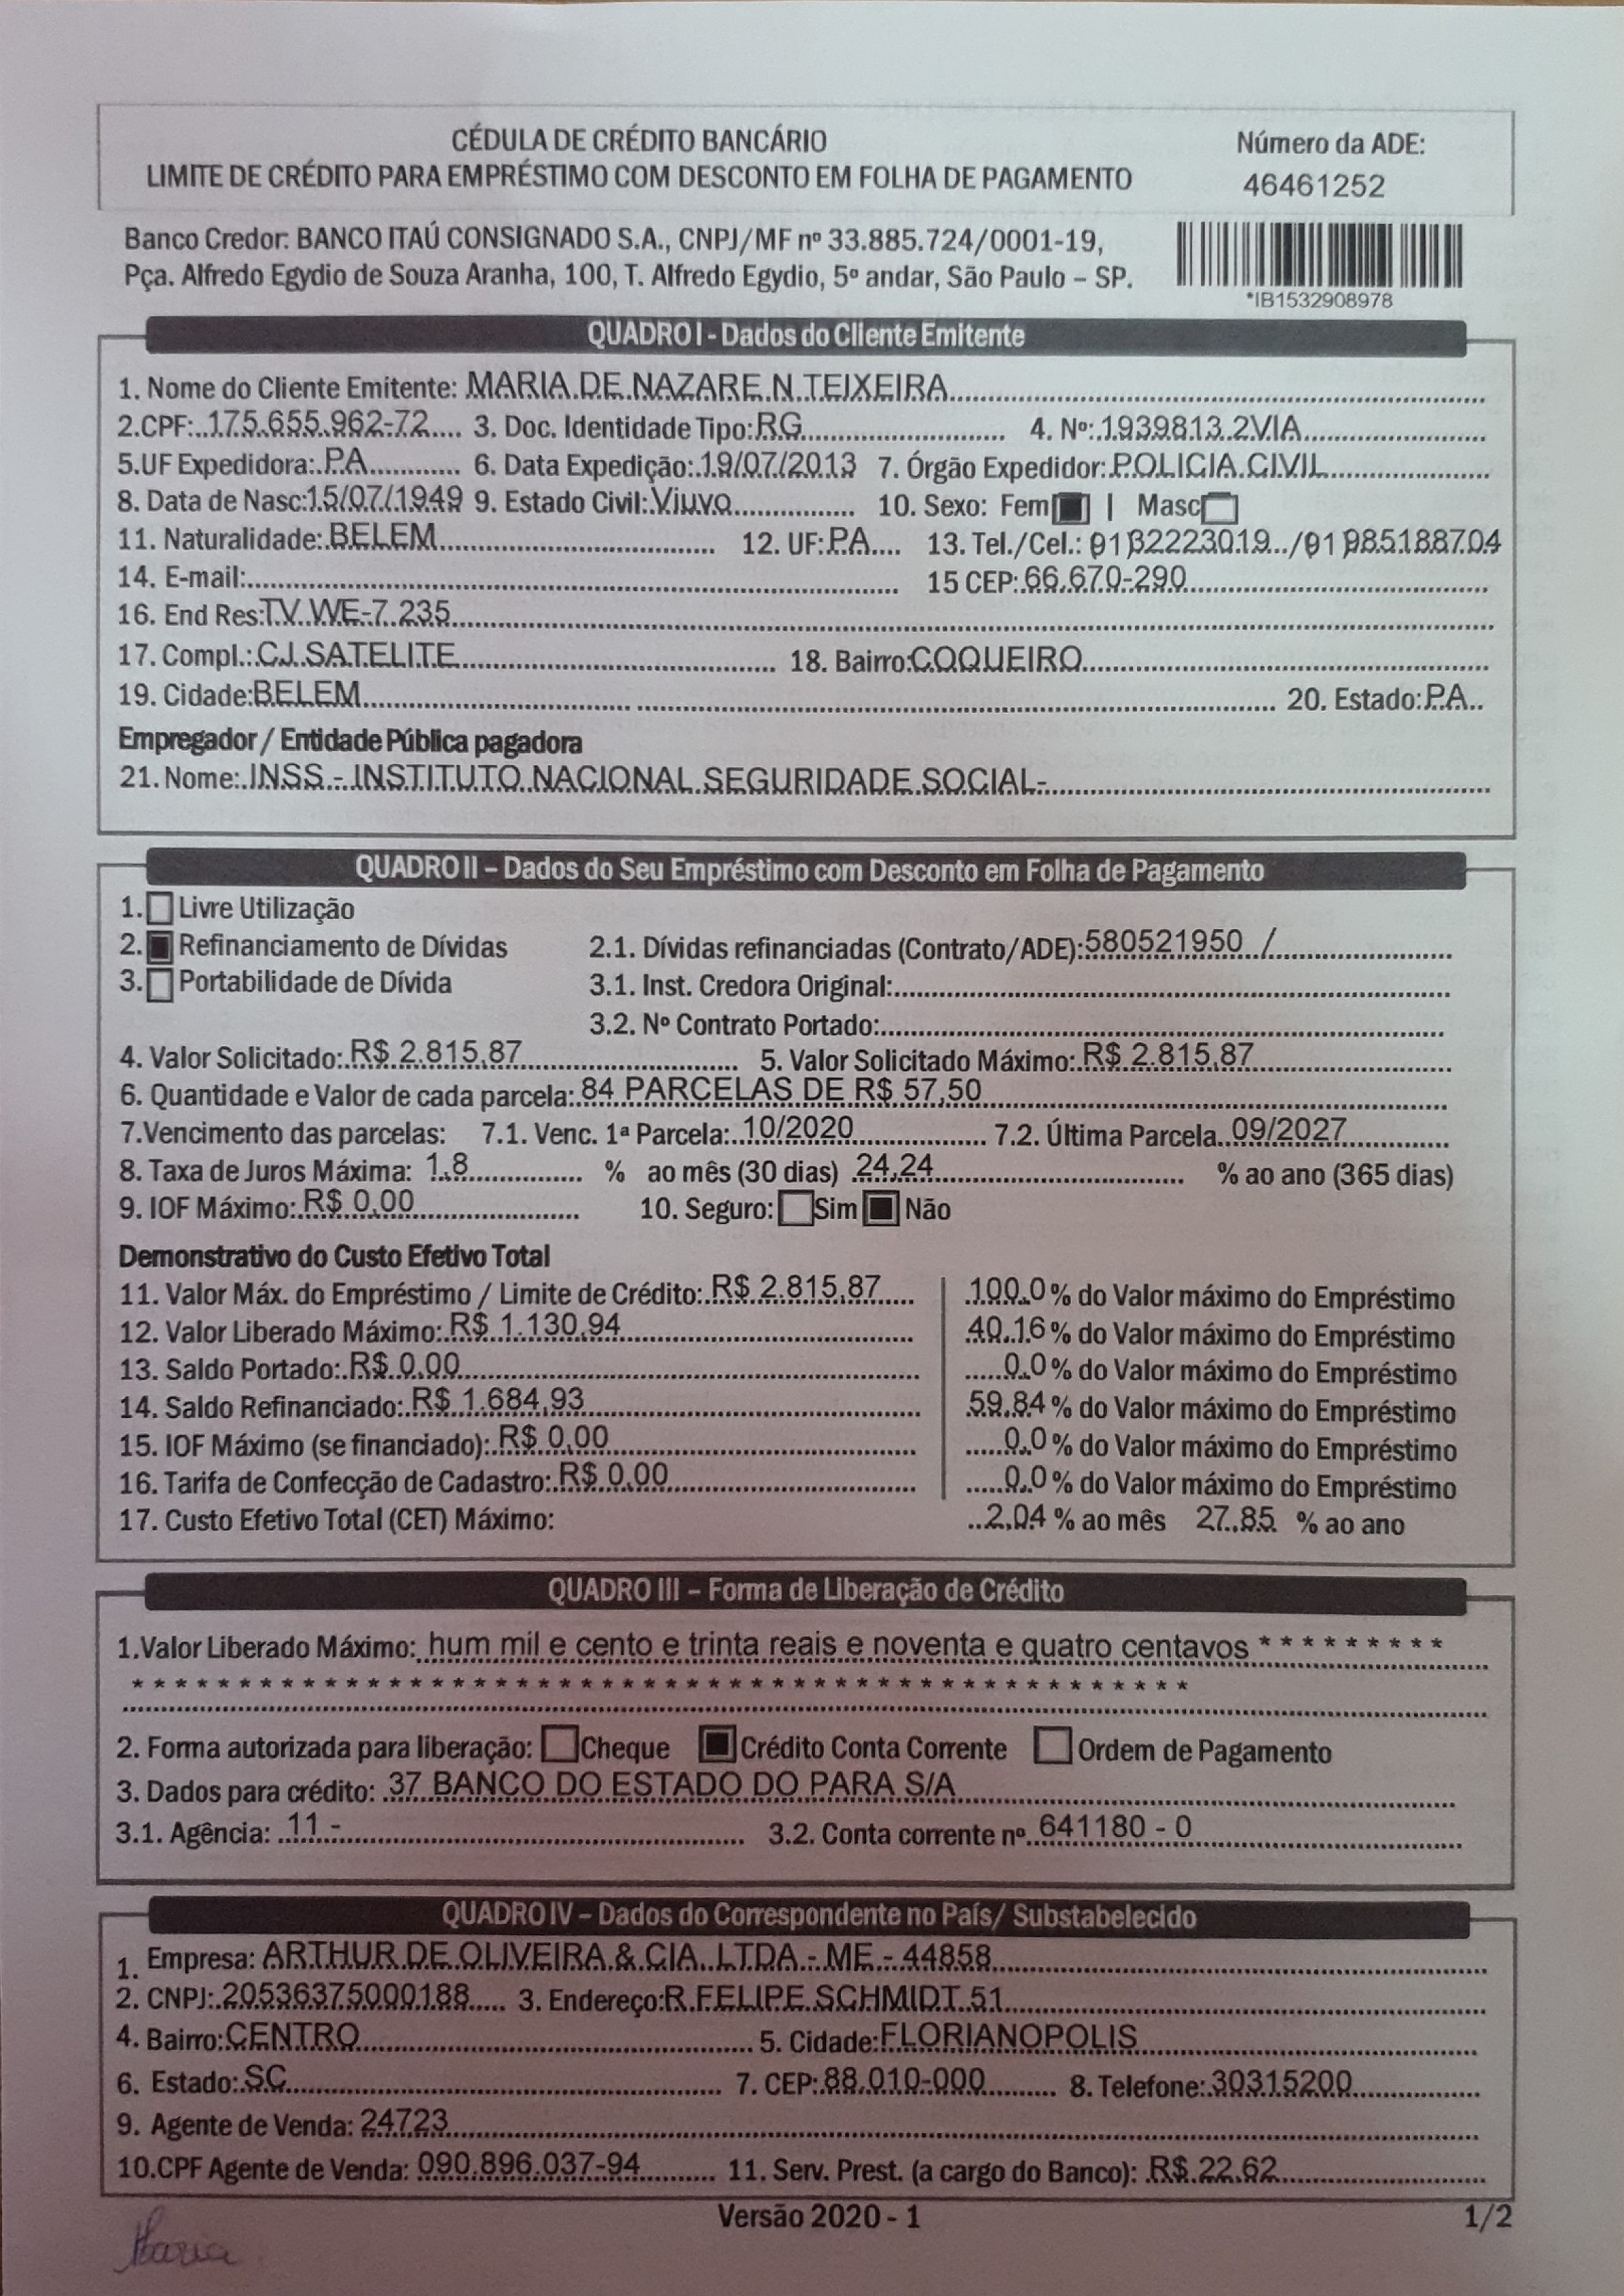 CÉDULA DE CRÉDITO BANCÁRIO
LIMITE DE CRÉDITO PARA EMPRÉSTIMO COM DESCONTO EM FOLHA DE PAGAMENTO
Número da ADE:
46461252
Banco Credor: BANCO ITAÚ CONSIGNADO S.A., CNPJ/MF nº 33.885.724/0001-19,
Pça. Alfredo Egydio de Souza Aranha, 100, T. Alfredo Egydio, 5º andar, São Paulo – SP.
*IB1532908978
QUADRO I - Dados do Cliente Emitente
1. Nome do Cliente Emitente: MARIA DE NAZARE N TEIXEIRA
2.CPF: 175.655.962-72 3. Doc. Identidade Tipo: RG 4. Nº: 1939813 2VIA
5.UF Expedidora: PA 6. Data Expedição: 19/07/2013 7. Órgão Expedidor: POLICIA CIVIL
8. Data de Nasc: 15/07/1949 9. Estado Civil: Viuvo 10. Sexo: Fem | Masc
11. Naturalidade: BELEM 12. UF: PA 13. Tel./Cel.: (91)32223019 /(91)985188704
14. E-mail: 15 CEP: 66.670-290
16. End Res: TV WE-7 235
17. Compl.: CJ SATELITE 18. Bairro: COQUEIRO
19. Cidade: BELEM 20. Estado: PA
Empregador / Entidade Pública pagadora
21. Nome: INSS - INSTITUTO NACIONAL SEGURIDADE SOCIAL-
QUADRO II – Dados do Seu Empréstimo com Desconto em Folha de Pagamento
1. Livre Utilização
2. Refinanciamento de Dívidas 2.1. Dívidas refinanciadas (Contrato/ADE): 580521950 /
3. Portabilidade de Dívida 3.1. Inst. Credora Original:
3.2. Nº Contrato Portado:
4. Valor Solicitado: R$ 2.815,87 5. Valor Solicitado Máximo: R$ 2.815,87
6. Quantidade e Valor de cada parcela: 84 PARCELAS DE R$ 57,50
7.Vencimento das parcelas: 7.1. Venc. 1ª Parcela: 10/2020 7.2. Última Parcela 09/2027
8. Taxa de Juros Máxima: 1,8 % ao mês (30 dias) 24,24 % ao ano (365 dias)
9. IOF Máximo: R$ 0,00 10. Seguro: Sim Não
Demonstrativo do Custo Efetivo Total
11. Valor Máx. do Empréstimo / Limite de Crédito: R$ 2.815,87 100,0 % do Valor máximo do Empréstimo
12. Valor Liberado Máximo: R$ 1.130,94 40,16 % do Valor máximo do Empréstimo
13. Saldo Portado: R$ 0,00 0,0 % do Valor máximo do Empréstimo
14. Saldo Refinanciado: R$ 1.684,93 59,84 % do Valor máximo do Empréstimo
15. IOF Máximo (se financiado): R$ 0,00 0,0 % do Valor máximo do Empréstimo
16. Tarifa de Confecção de Cadastro: R$ 0,00 0,0 % do Valor máximo do Empréstimo
17. Custo Efetivo Total (CET) Máximo: 2,04 % ao mês 27,85 % ao ano
QUADRO III – Forma de Liberação de Crédito
1.Valor Liberado Máximo: hum mil e cento e trinta reais e noventa e quatro centavos * * * * * * * * *
* * * * * * * * * * * * * * * * * * * * * * * * * * * * * * * * * * * * * * * * * * *
2. Forma autorizada para liberação: Cheque Crédito Conta Corrente Ordem de Pagamento
3. Dados para crédito: 37 BANCO DO ESTADO DO PARA S/A
3.1. Agência: 11 - 3.2. Conta corrente nº 641180 - 0
QUADRO IV – Dados do Correspondente no País/ Substabelecido
1. Empresa: ARTHUR DE OLIVEIRA & CIA. LTDA - ME - 44858
2. CNPJ: 20536375000188 3. Endereço: R FELIPE SCHMIDT 51
4. Bairro: CENTRO 5. Cidade: FLORIANOPOLIS
6. Estado: SC 7. CEP: 88.010-000 8. Telefone: 30315200
9. Agente de Venda: 24723
10.CPF Agente de Venda: 090.896.037-94 11. Serv. Prest. (a cargo do Banco): R$ 22,62
Versão 2020 - 1 1/2
Maria